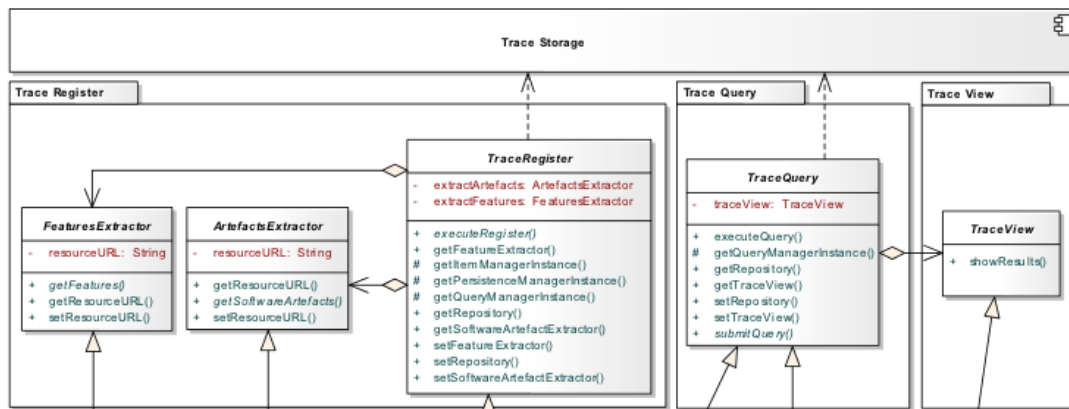 Trace Storage
Trace Register
Trace Query
Trace View
TraceRegister
- extractArtefacts: ArtefactsExtractor
- extractFeatures: FeaturesExtractor
+ executeRegister()
+ getFeatureExtractor()
# getItemManagerInstance()
# getPersistenceManagerInstance()
# getQueryManagerInstance()
+ getRepository()
+ getSoftwareArtefactExtractor()
+ setFeatureExtractor()
+ setRepository()
+ setSoftwareArtefactExtractor()
FeaturesExtractor
- resourceURL: String
+ getFeatures()
+ getResourceURL()
+ setResourceURL()
ArtefactsExtractor
- resourceURL: String
+ getResourceURL()
+ getSoftwareArtefacts()
+ setResourceURL()
TraceQuery
- traceView: TraceView
+ executeQuery()
# getQueryManagerInstance()
+ getRepository()
+ getTraceView()
+ setRepository()
+ setTraceView()
+ submitQuery()
TraceView
+ showResults()